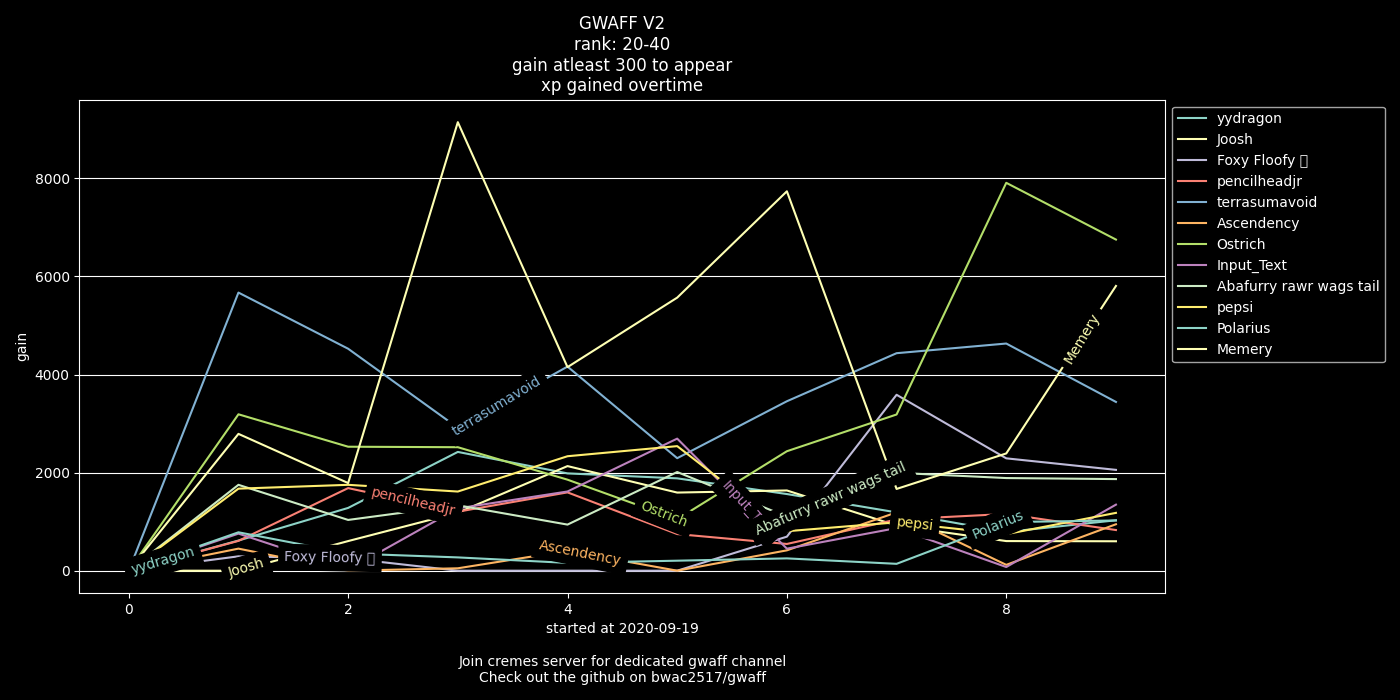 GWAFF V2
rank: 20-40
gain atleast 300 to appear
xp gained overtime
gain
8000
6000
4000
2000
0
0 2 4 6 8
started at 2020-09-19
Join cremes server for dedicated gwaff channel
Check out the github on bwac2517/gwaff
yydragon
Joosh
Foxy Floofy
pencilheadjr
terrasumavoid
Ascendency
Ostrich
Input_T
Abafurry rawr wags tail
pepsi
Polarius
Memery
yydragon
Joosh
Foxy Floofy
pencilheadjr
terrasumavoid
Ascendency
Ostrich
Input_Text
Abafurry rawr wags tail
pepsi
Polarius
Memery